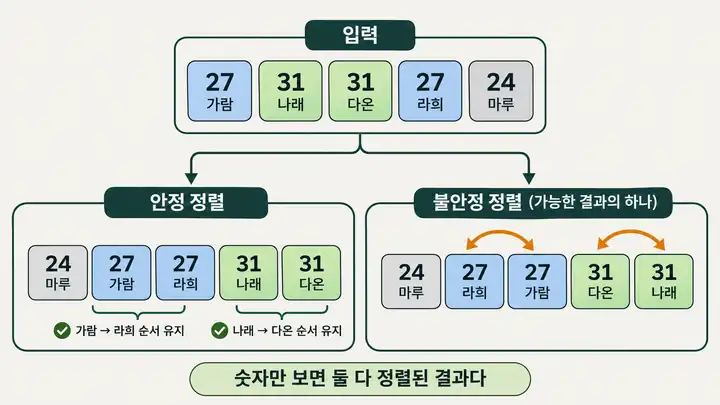 입력
27 31 31 27 24
가람 나래 다온 라희 마루
안정 정렬
24 27 27 31 31
마루 가람 라희 나래 다온
가람 → 라희 순서 유지
나래 → 다온 순서 유지
불안정 정렬 (가능한 결과의 하나)
24 27 27 31 31
마루 라희 가람 다온 나래
숫자만 보면 둘 다 정렬된 결과다